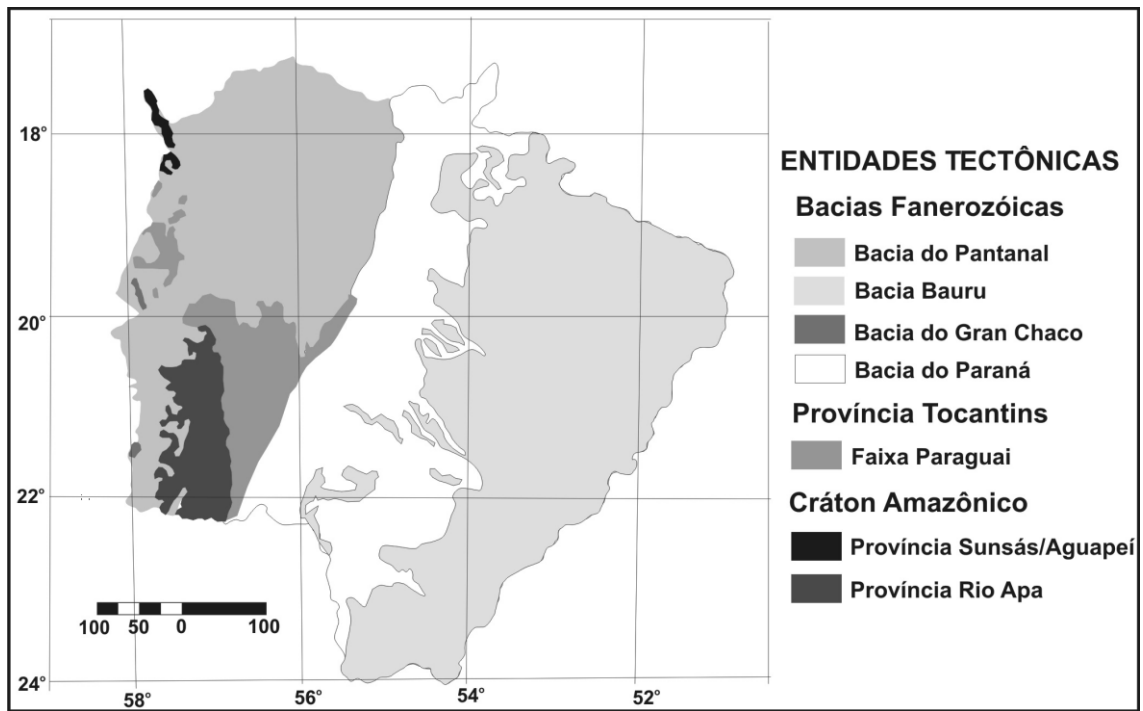 18°
20°
22°
24°
58°
56°
54°
52°
100 50 0 100
ENTIDADES TECTÔNICAS
Bacias Fanerozóicas
Bacia do Pantanal
Bacia Bauru
Bacia do Gran Chaco
Bacia do Paraná
Província Tocantins
Faixa Paraguai
Cráton Amazônico
Província Sunsás/Aguapeí
Província Rio Apa